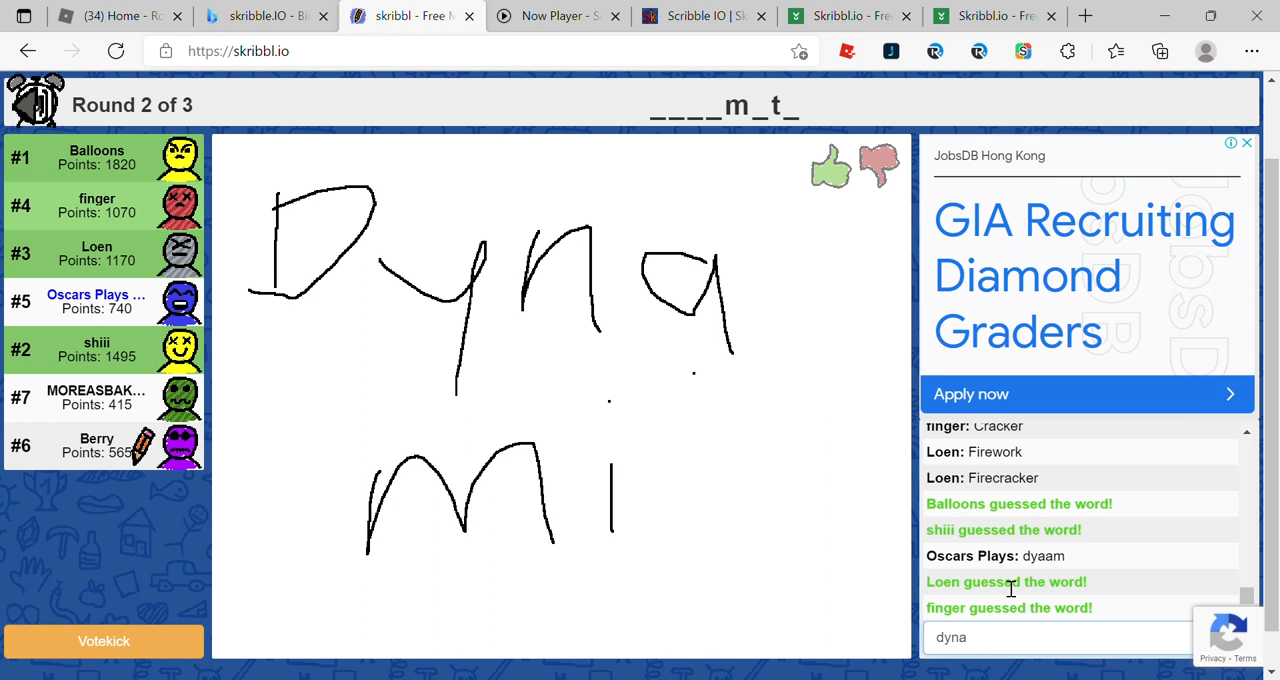 (34) Home - Ro
skribble.IO - Bin
skribbl - Free M
Now Player - S
Scribble IO | Sk
Skribbl.io - Fre
Skribbl.io - Fre
https://skribbl.io
Round 2 of 3
____m_t_
#1 Balloons
Points: 1820
#4 finger
Points: 1070
#3 Loen
Points: 1170
#5 Oscars Plays ...
Points: 740
#2 shiii
Points: 1495
#7 MOREASBAK...
Points: 415
#6 Berry
Points: 565
Votekick
Dyna
mi
JobsDB Hong Kong
GIA Recruiting
Diamond
Graders
Apply now
finger: Cracker
Loen: Firework
Loen: Firecracker
Balloons guessed the word!
shiii guessed the word!
Oscars Plays: dyaam
Loen guessed the word!
finger guessed the word!
dyna
Privacy - Terms